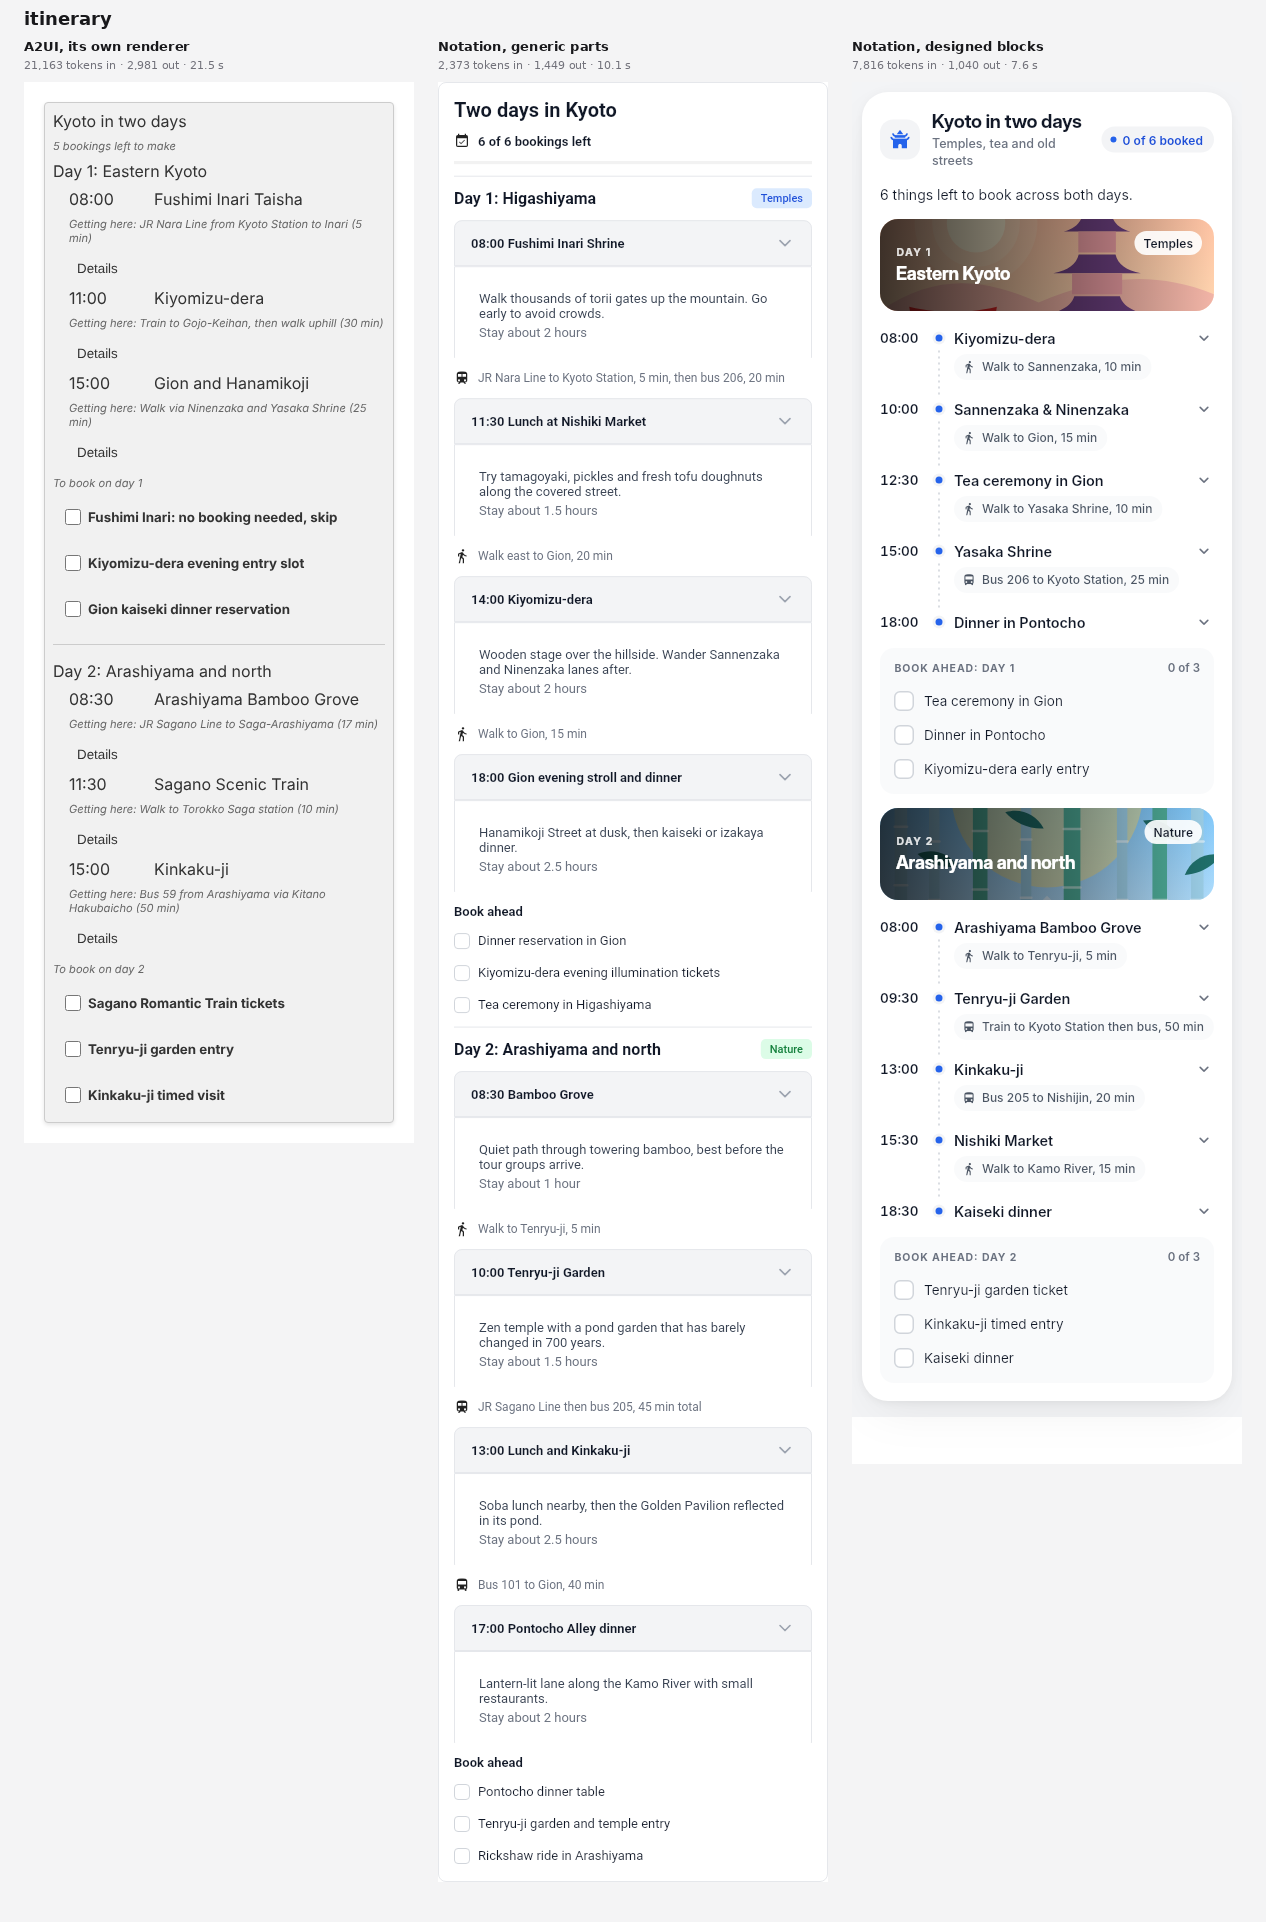 itinerary
A2UI, its own renderer
21,163 tokens in · 2,981 out · 21.5 s
Kyoto in two days
5 bookings left to make
Day 1: Eastern Kyoto
08:00 Fushimi Inari Taisha
Getting here: JR Nara Line from Kyoto Station to Inari (5
min)
Details
11:00 Kiyomizu-dera
Getting here: Train to Gojo-Keihan, then walk uphill (30 min)
Details
15:00 Gion and Hanamikoji
Getting here: Walk via Ninenzaka and Yasaka Shrine (25
min)
Details
To book on day 1
Fushimi Inari: no booking needed, skip
Kiyomizu-dera evening entry slot
Gion kaiseki dinner reservation
Day 2: Arashiyama and north
08:30 Arashiyama Bamboo Grove
Getting here: JR Sagano Line to Saga-Arashiyama (17 min)
Details
11:30 Sagano Scenic Train
Getting here: Walk to Torokko Saga station (10 min)
Details
15:00 Kinkaku-ji
Getting here: Bus 59 from Arashiyama via Kitano
Hakubaicho (50 min)
Details
To book on day 2
Sagano Romantic Train tickets
Tenryu-ji garden entry
Kinkaku-ji timed visit
Notation, generic parts
2,373 tokens in · 1,449 out · 10.1 s
Two days in Kyoto
6 of 6 bookings left
Day 1: Higashiyama Temples
08:00 Fushimi Inari Shrine
Walk thousands of torii gates up the mountain. Go
early to avoid crowds.
Stay about 2 hours
JR Nara Line to Kyoto Station, 5 min, then bus 206, 20 min
11:30 Lunch at Nishiki Market
Try tamagoyaki, pickles and fresh tofu doughnuts
along the covered street.
Stay about 1.5 hours
Walk east to Gion, 20 min
14:00 Kiyomizu-dera
Wooden stage over the hillside. Wander Sannenzaka
and Ninenzaka lanes after.
Stay about 2 hours
Walk to Gion, 15 min
18:00 Gion evening stroll and dinner
Hanamikoji Street at dusk, then kaiseki or izakaya
dinner.
Stay about 2.5 hours
Book ahead
Dinner reservation in Gion
Kiyomizu-dera evening illumination tickets
Tea ceremony in Higashiyama
Day 2: Arashiyama and north Nature
08:30 Bamboo Grove
Quiet path through towering bamboo, best before the
tour groups arrive.
Stay about 1 hour
Walk to Tenryu-ji, 5 min
10:00 Tenryu-ji Garden
Zen temple with a pond garden that has barely
changed in 700 years.
Stay about 1.5 hours
JR Sagano Line then bus 205, 45 min total
13:00 Lunch and Kinkaku-ji
Soba lunch nearby, then the Golden Pavilion reflected
in its pond.
Stay about 2.5 hours
Bus 101 to Gion, 40 min
17:00 Pontocho Alley dinner
Lantern-lit lane along the Kamo River with small
restaurants.
Stay about 2 hours
Book ahead
Pontocho dinner table
Tenryu-ji garden and temple entry
Rickshaw ride in Arashiyama
Notation, designed blocks
7,816 tokens in · 1,040 out · 7.6 s
Kyoto in two days
Temples, tea and old
streets
0 of 6 booked
6 things left to book across both days.
DAY 1
Temples
Eastern Kyoto
08:00 Kiyomizu-dera
Walk to Sannenzaka, 10 min
10:00 Sannenzaka & Ninenzaka
Walk to Gion, 15 min
12:30 Tea ceremony in Gion
Walk to Yasaka Shrine, 10 min
15:00 Yasaka Shrine
Bus 206 to Kyoto Station, 25 min
18:00 Dinner in Pontocho
BOOK AHEAD: DAY 1 0 of 3
Tea ceremony in Gion
Dinner in Pontocho
Kiyomizu-dera early entry
DAY 2
Nature
Arashiyama and north
08:00 Arashiyama Bamboo Grove
Walk to Tenryu-ji, 5 min
09:30 Tenryu-ji Garden
Train to Kyoto Station then bus, 50 min
13:00 Kinkaku-ji
Bus 205 to Nishijin, 20 min
15:30 Nishiki Market
Walk to Kamo River, 15 min
18:30 Kaiseki dinner
BOOK AHEAD: DAY 2 0 of 3
Tenryu-ji garden ticket
Kinkaku-ji timed entry
Kaiseki dinner